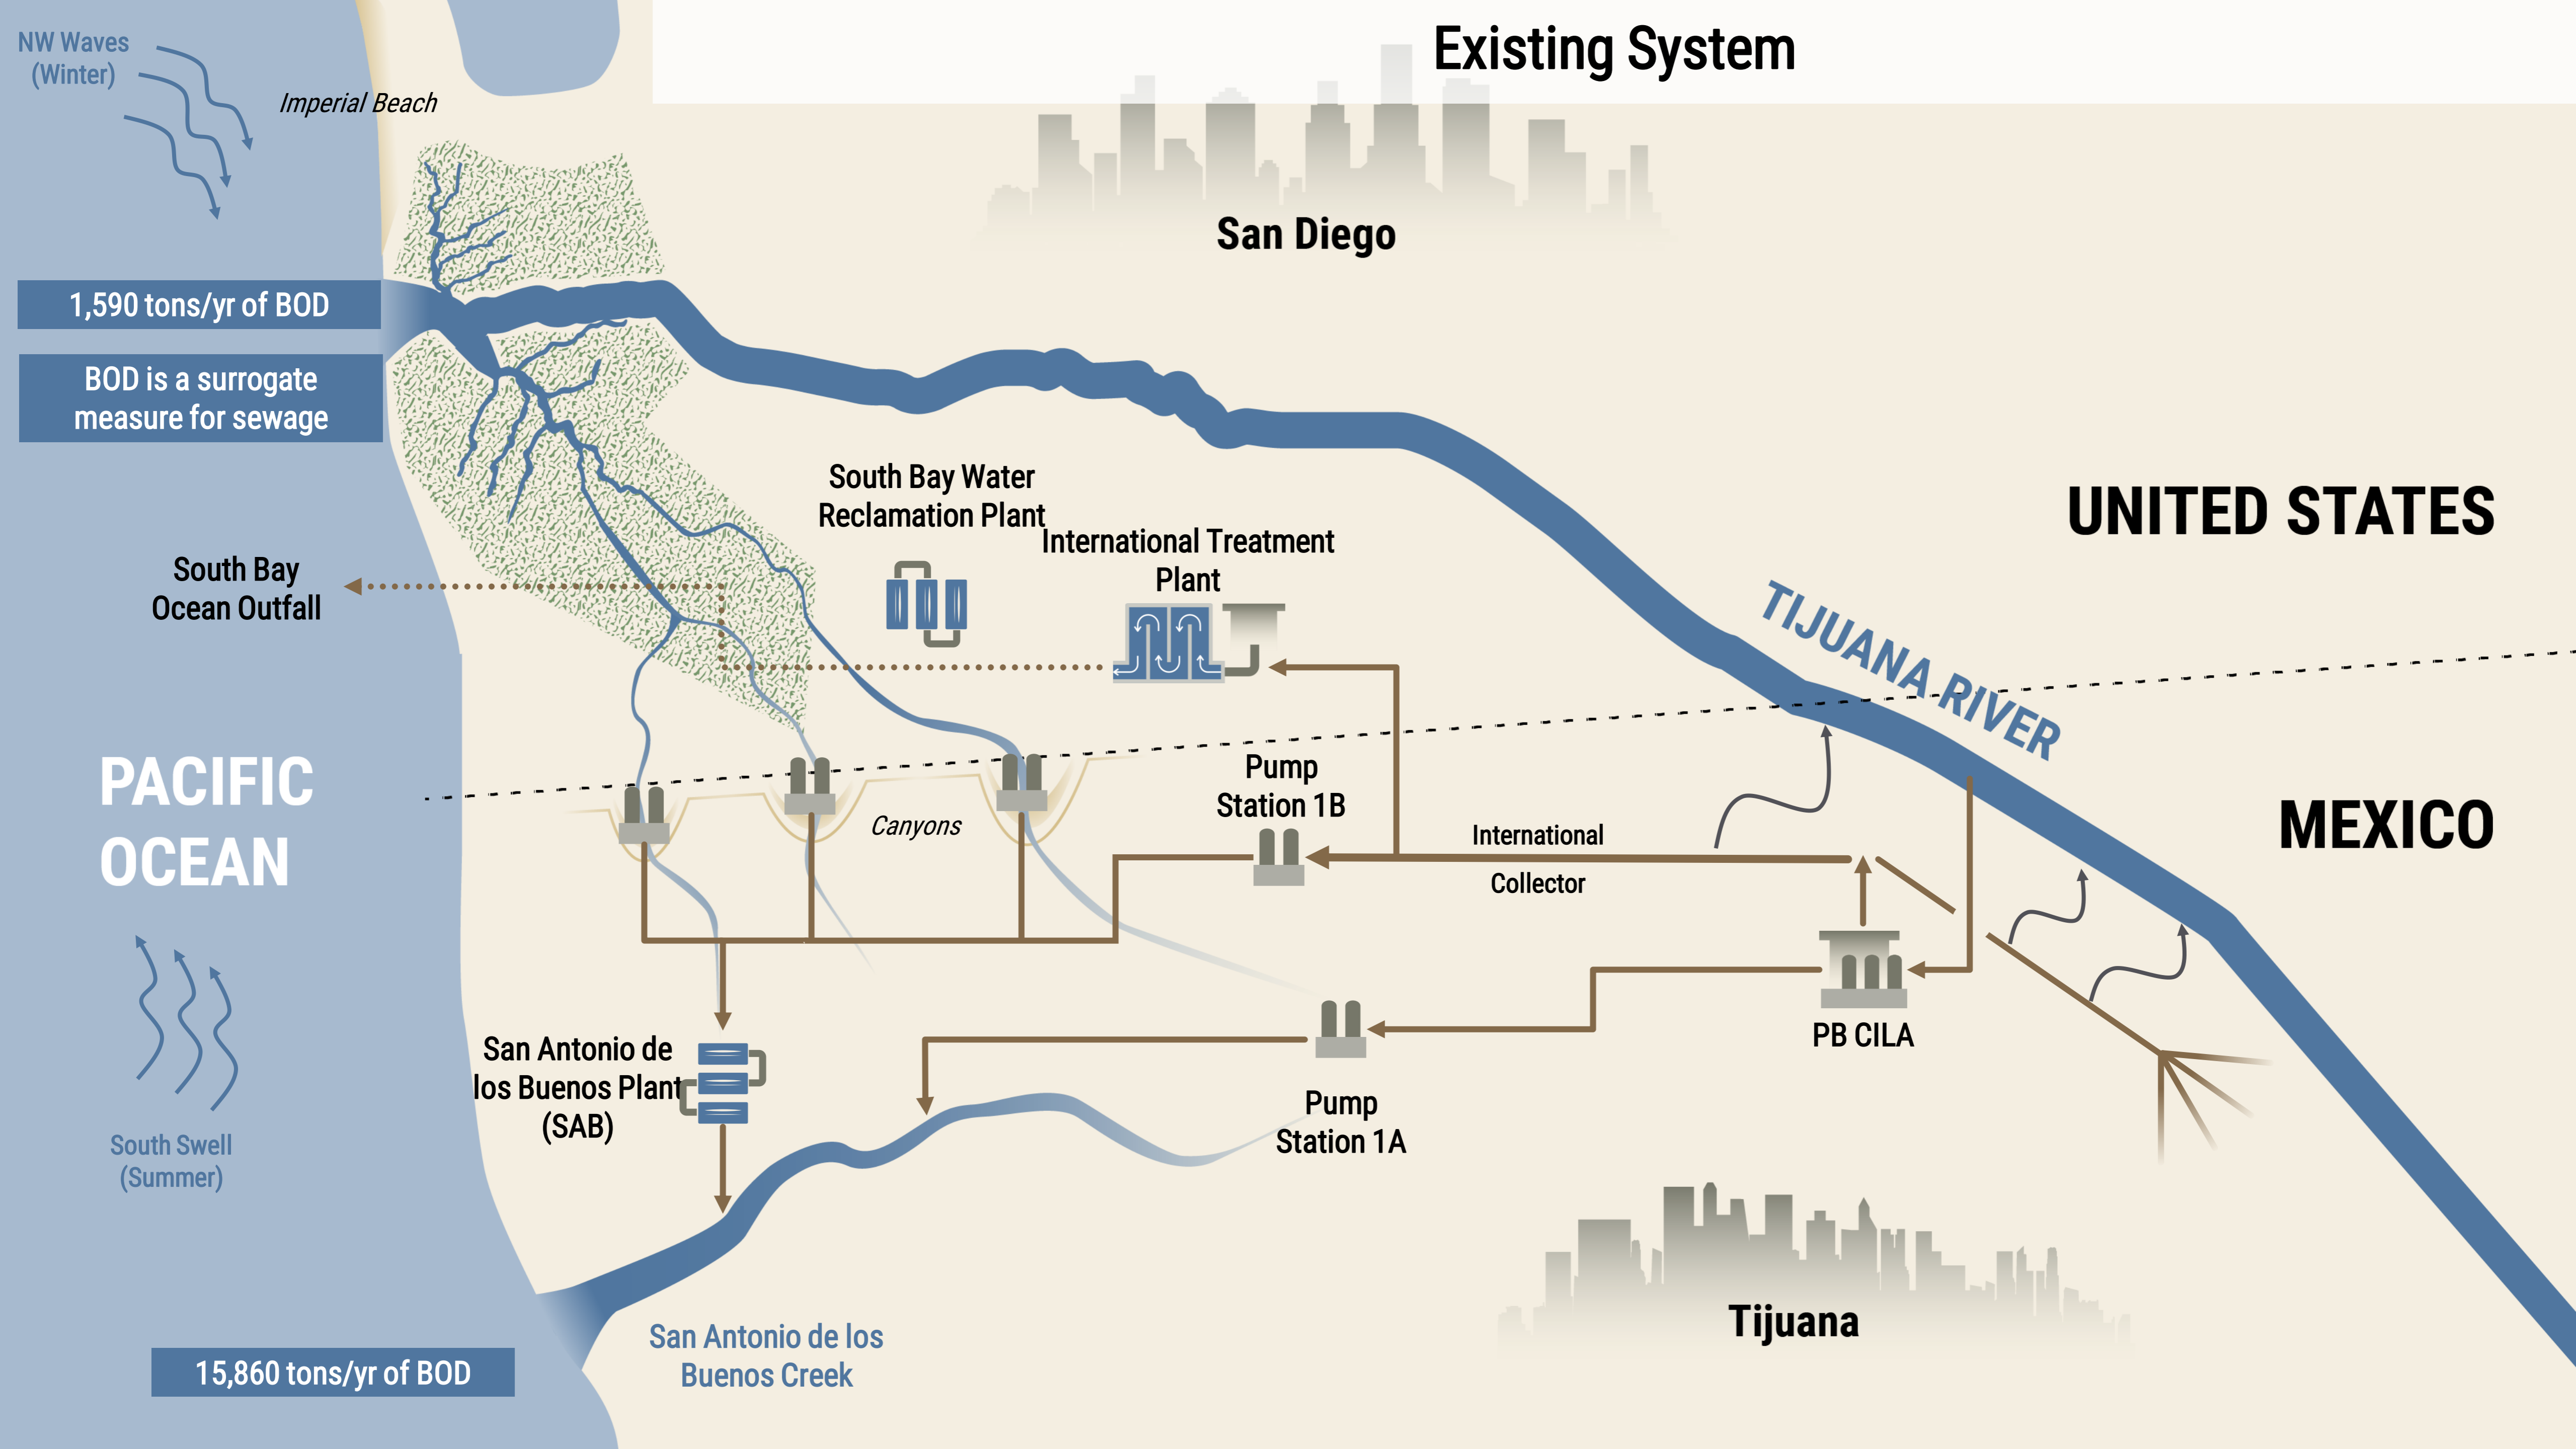 Existing System
NW Waves
(Winter)
Imperial Beach
San Diego
1,590 tons/yr of BOD
BOD is a surrogate
measure for sewage
South Bay Water
Reclamation Plant
International Treatment
Plant
UNITED STATES
South Bay
Ocean Outfall
TIJUANA RIVER
PACIFIC
OCEAN
Pump
Station 1B
Canyons
International
Collector
MEXICO
San Antonio de
los Buenos Plant
(SAB)
PB CILA
Pump
Station 1A
South Swell
(Summer)
Tijuana
San Antonio de los
Buenos Creek
15,860 tons/yr of BOD